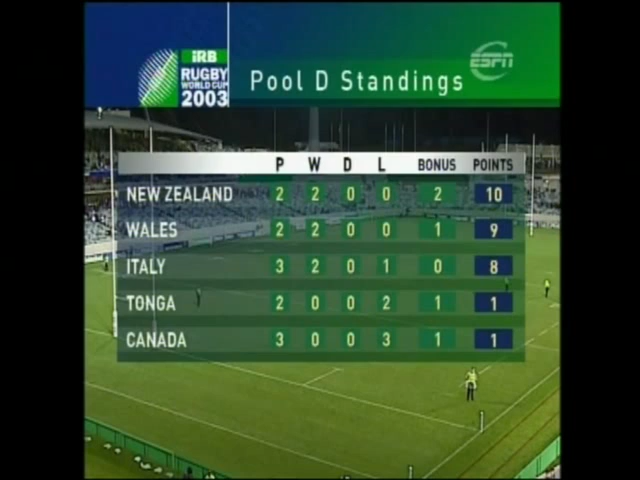 iRB
RUGBY
WORLD CUP
2003
Pool D Standings
ESPN
P W D L BONUS POINTS
NEW ZEALAND 2 2 0 0 2 10
WALES 2 2 0 0 1 9
ITALY 3 2 0 1 0 8
TONGA 2 0 0 2 1 1
CANADA 3 0 0 3 1 1